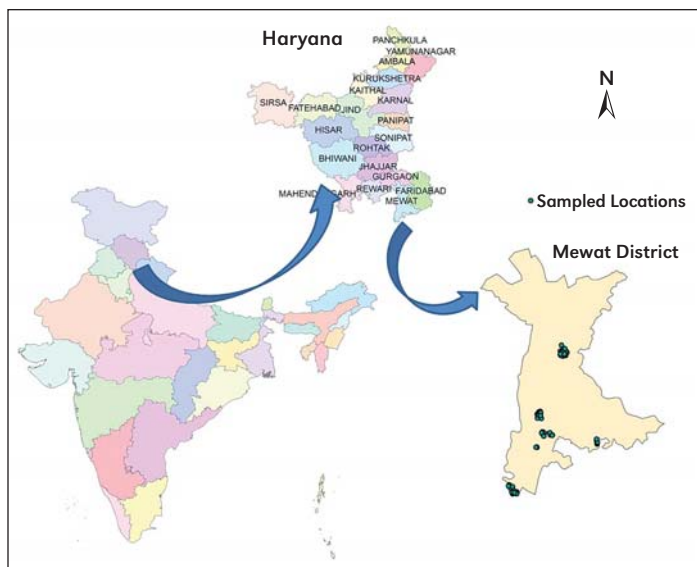 Haryana
PANCHKULA
YAMUNANAGAR
AMBALA
KURUKSHETRA
KAITHAL
KARNAL
SIRSA
FATEHABAD
JIND
PANIPAT
HISAR
SONIPAT
ROHTAK
BHIWANI
JHAJJAR
GURGAON
REWARI
FARIDABAD
MEWAT
N
Sampled Locations
Mewat District